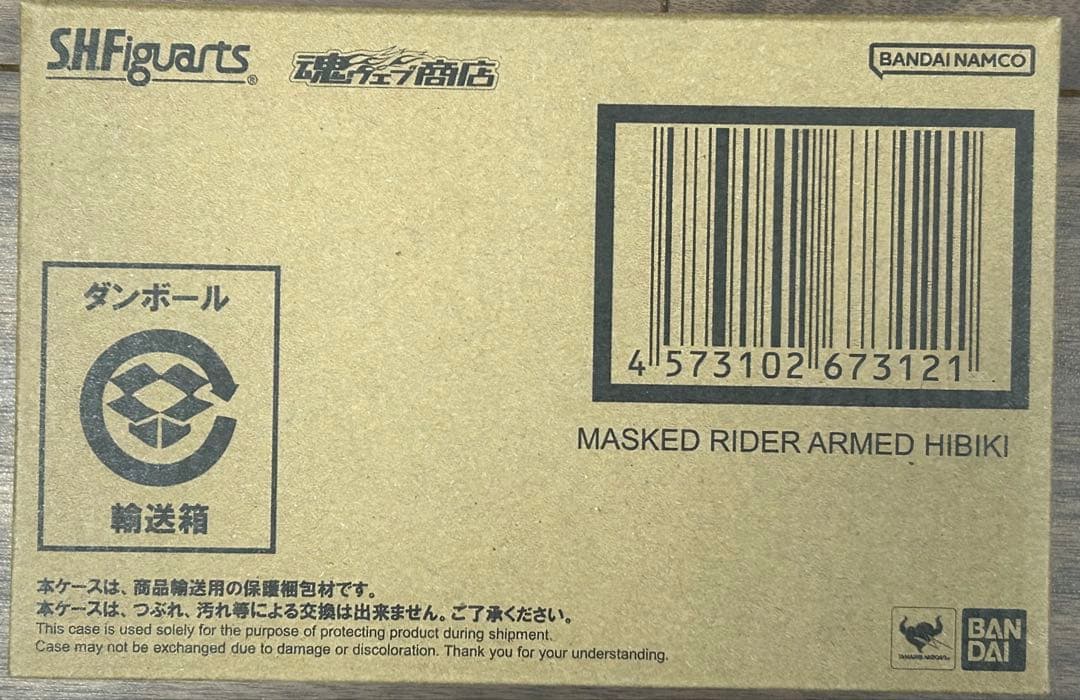 S.H.Figuarts®
魂ウェブ商店
BANDAI NAMCO
4 573102 673121
MASKED RIDER ARMED HIBIKI
ダンボール
輸送箱
本ケースは、商品輸送用の保護梱包材です。
本ケースは、つぶれ、汚れ等による交換は出来ません。ご了承ください。
This case is used solely for the purpose of protecting product during shipment.
Case may not be exchanged due to damage or discoloration. Thank you for your understanding.
TAMASHII NATIONS
BAN
DAI